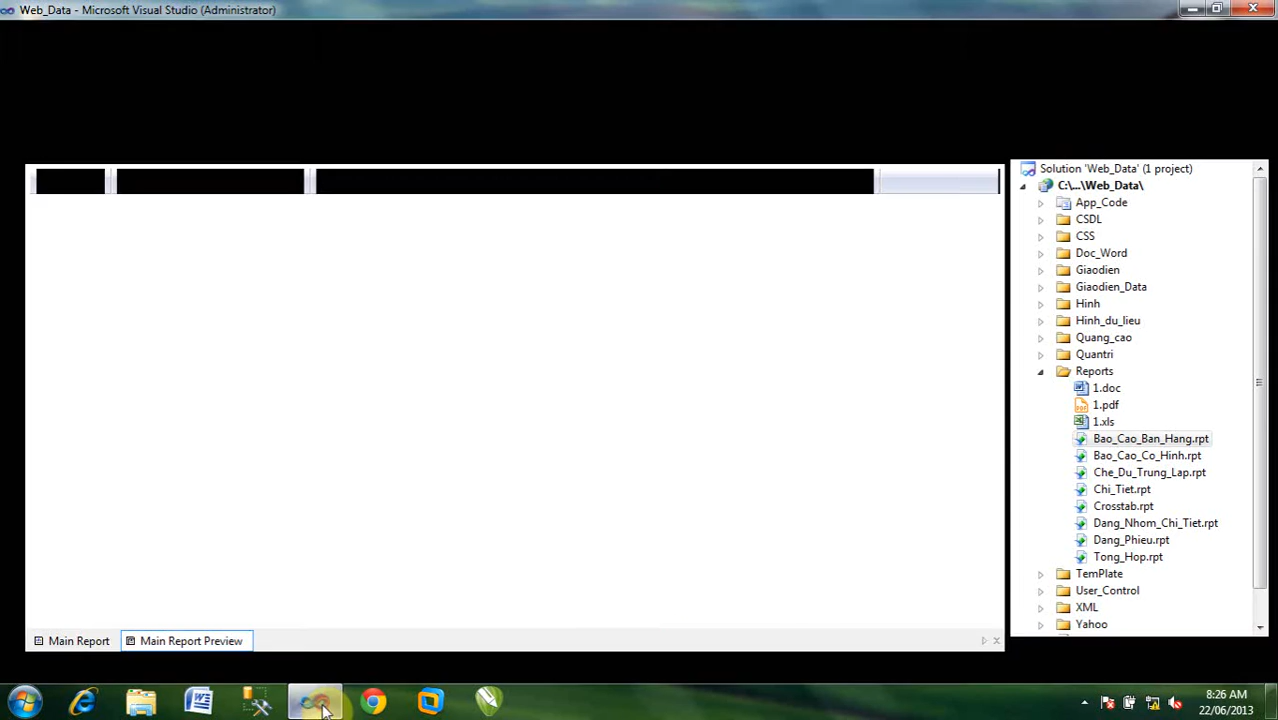 Web_Data - Microsoft Visual Studio (Administrator)
Solution 'Web_Data' (1 project)
C:\...\Web_Data\
App_Code
CSDL
CSS
Doc_Word
Giaodien
Giaodien_Data
Hinh
Hinh_du_lieu
Quang_cao
Quantri
Reports
1.doc
1.pdf
1.xls
Bao_Cao_Ban_Hang.rpt
Bao_Cao_Co_Hinh.rpt
Che_Du_Trung_Lap.rpt
Chi_Tiet.rpt
Crosstab.rpt
Dang_Nhom_Chi_Tiet.rpt
Dang_Phieu.rpt
Tong_Hop.rpt
TemPlate
User_Control
XML
Yahoo
Main Report
Main Report Preview
8:26 AM
22/06/2013